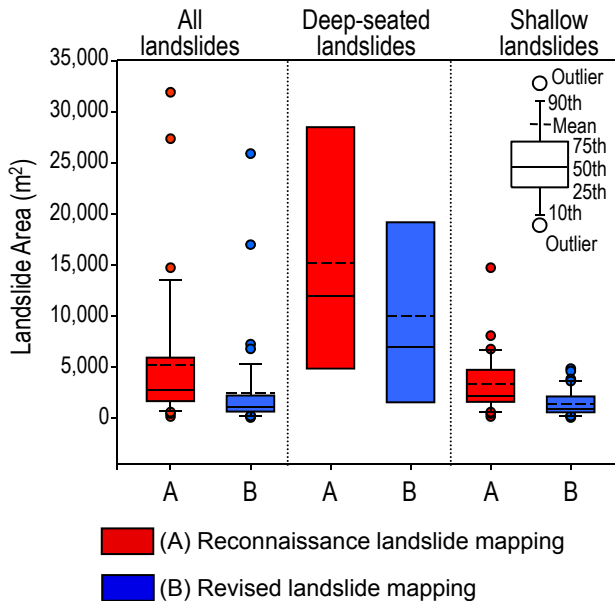 All landslides
Deep-seated landslides
Shallow landslides
35,000
30,000
25,000
20,000
15,000
10,000
5,000
0
Landslide Area (m²)
Outlier
90th
Mean
75th
50th
25th
10th
Outlier
A
B
A
B
A
B
(A) Reconnaissance landslide mapping
(B) Revised landslide mapping